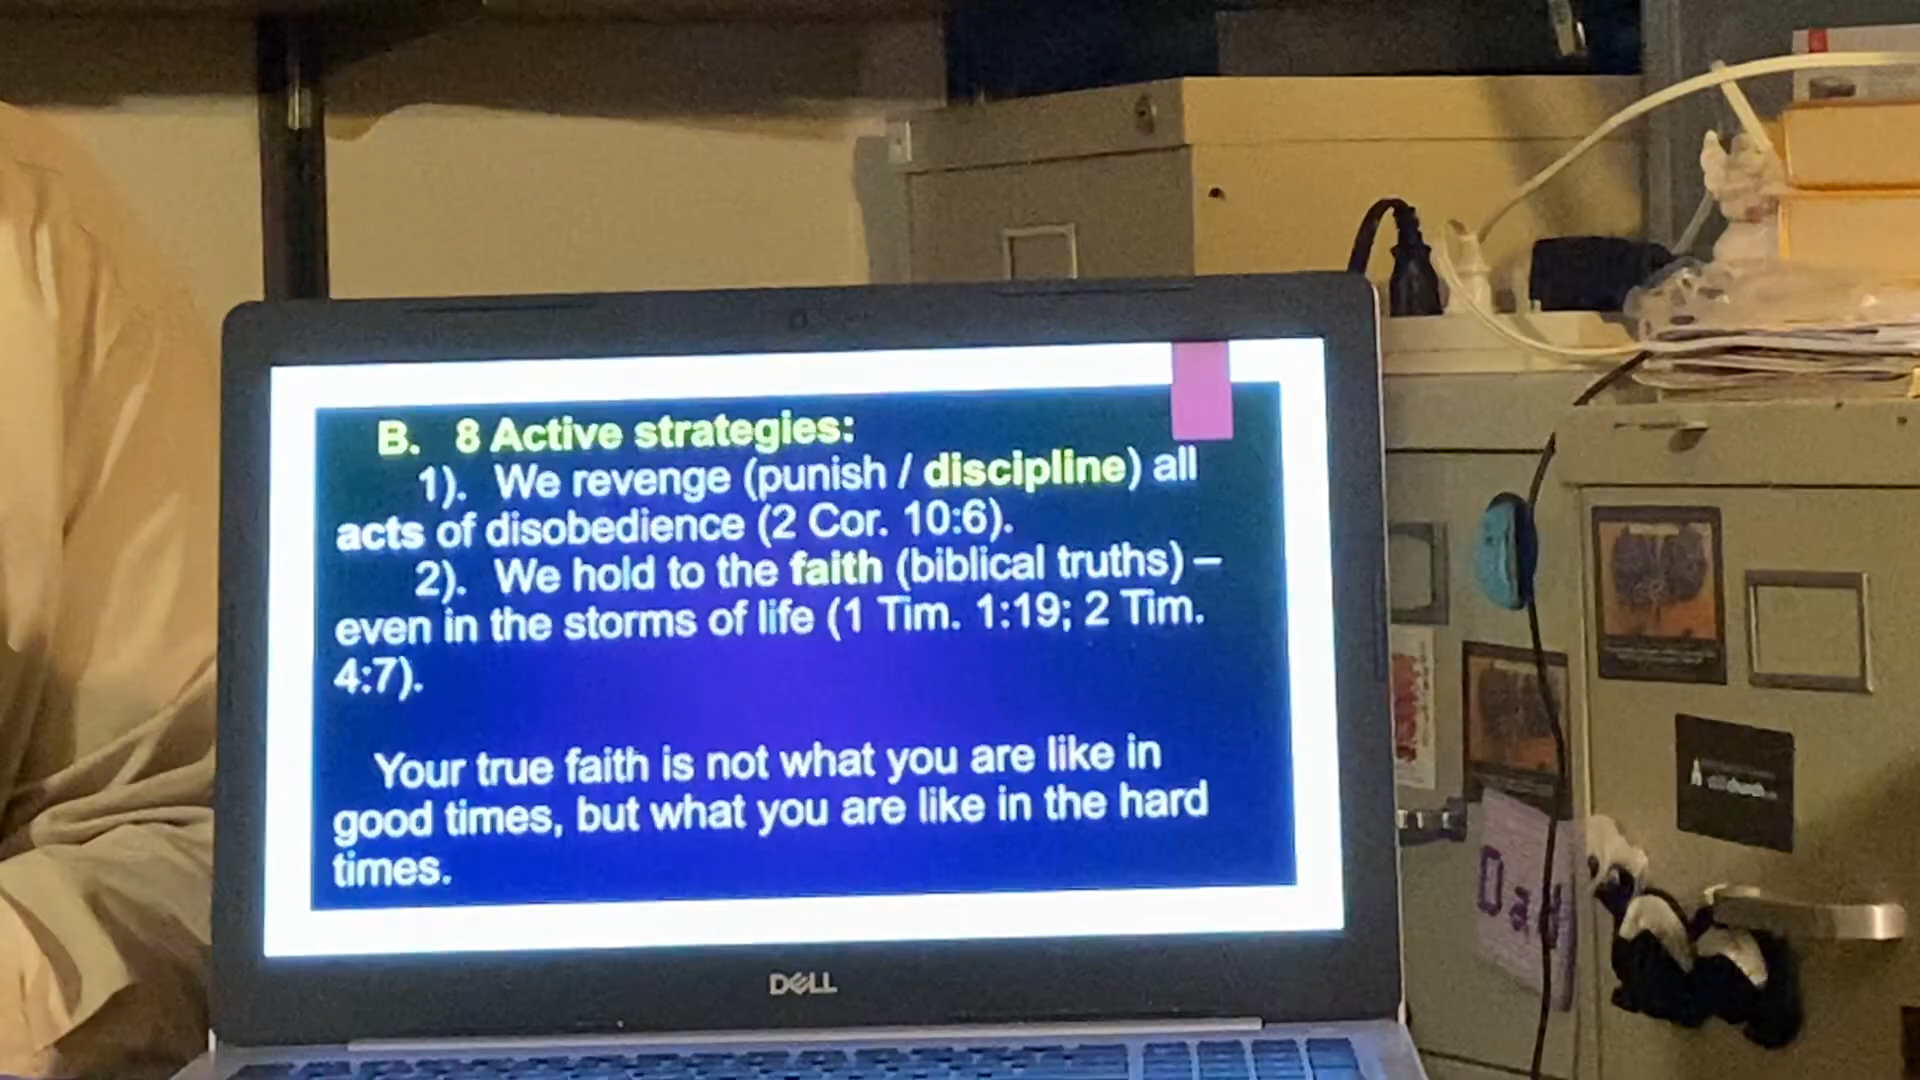 B. 8 Active strategies:
1). We revenge (punish / discipline) all
acts of disobedience (2 Cor. 10:6).
2). We hold to the faith (biblical truths) –
even in the storms of life (1 Tim. 1:19; 2 Tim.
4:7).
Your true faith is not what you are like in
good times, but what you are like in the hard
times.
DELL
Day